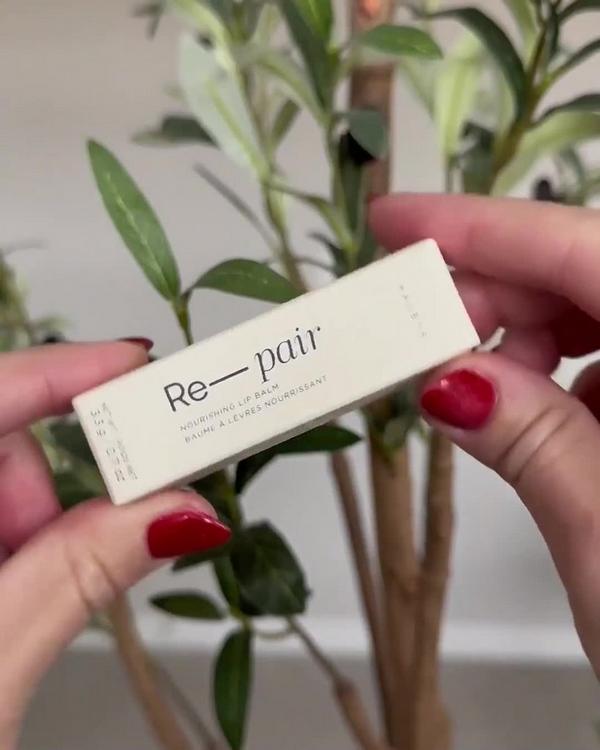 Re—pair
NOURISHING LIP BALM
BAUME À LÈVRES NOURRISSANT